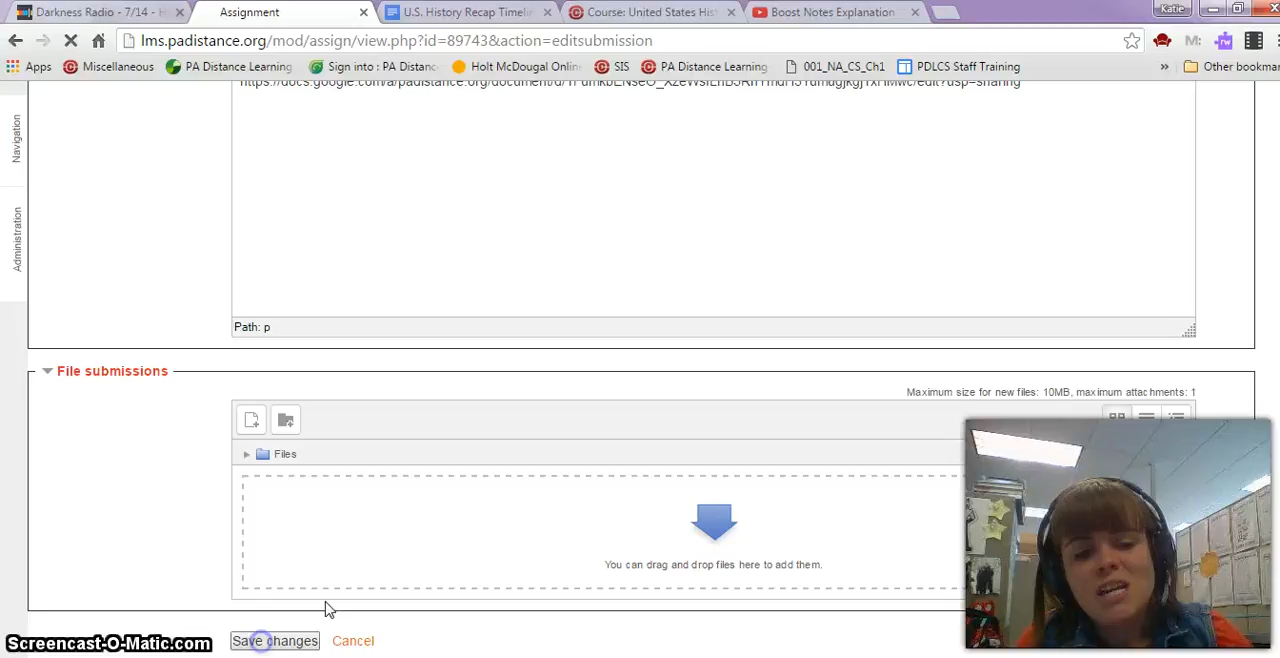 Darkness Radio - 7/14 - H
Assignment
U.S. History Recap Timelin
Course: United States Hist
Boost Notes Explanation
Katie
lms.padistance.org/mod/assign/view.php?id=89743&action=editsubmission
Apps
Miscellaneous
PA Distance Learning
Sign into : PA Distanc
Holt McDougal Online
SIS
PA Distance Learning
001_NA_CS_Ch1
PDLCS Staff Training
»
Other bookmar
Navigation
Administration
Path: p
File submissions
Maximum size for new files: 10MB, maximum attachments: 1
Files
You can drag and drop files here to add them.
Save changes Cancel
Screencast-O-Matic.com